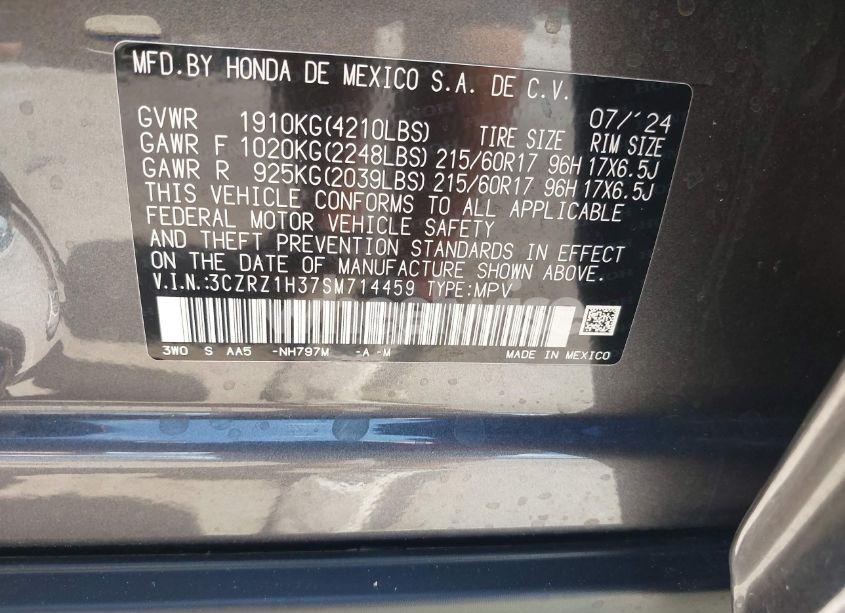 MFD.BY HONDA DE MEXICO S.A. DE C.V.
07/'24
GVWR 1910KG(4210LBS) TIRE SIZE RIM SIZE
GAWR F 1020KG(2248LBS) 215/60R17 96H 17X6.5J
GAWR R 925KG(2039LBS) 215/60R17 96H 17X6.5J
THIS VEHICLE CONFORMS TO ALL APPLICABLE
FEDERAL MOTOR VEHICLE SAFETY
AND THEFT PREVENTION STANDARDS IN EFFECT
ON THE DATE OF MANUFACTURE SHOWN ABOVE.
V.I.N.:3CZRZ1H37SM714459 TYPE:MPV
3W0 S AA5 -NH797M -A -M MADE IN MEXICO